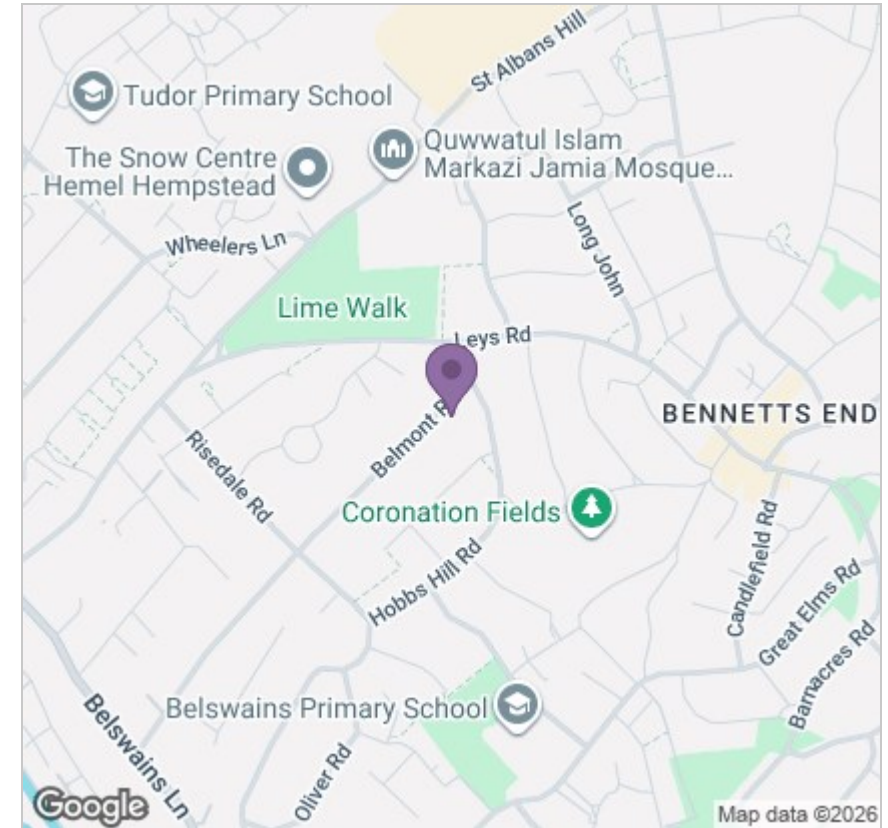 St Albans Hill
Tudor Primary School
Quwwatul Islam
Markazi Jamia Mosque...
The Snow Centre
Hemel Hempstead
Long John
Wheelers Ln
Lime Walk
Leys Rd
BENNETTS END
Belmont
Risedale Rd
Coronation Fields
Candlefield Rd
Hobbs Hill Rd
Great Elms Rd
Barnacres Rd
Belswains Primary School
Belswains Ln
Oliver Rd
Google
Map data ©2026